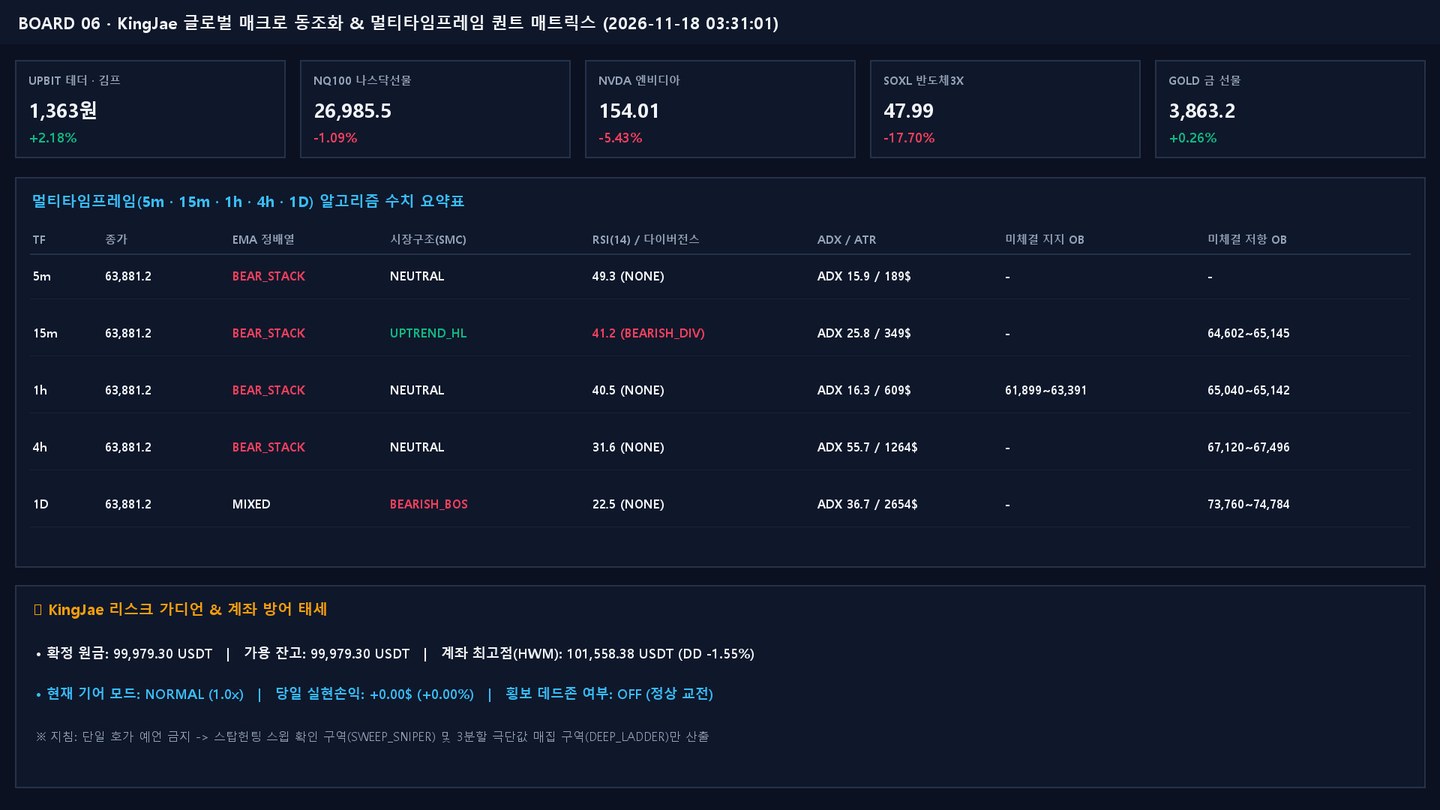 BOARD 06 · KingJae 글로벌 매크로 동조화 & 멀티타임프레임 퀀트 매트릭스 (2026-11-18 03:31:01)
UPBIT 테더 · 김프
1,363원
+2.18%
NQ100 나스닥선물
26,985.5
-1.09%
NVDA 엔비디아
154.01
-5.43%
SOXL 반도체3X
47.99
-17.70%
GOLD 금 선물
3,863.2
+0.26%
멀티타임프레임(5m · 15m · 1h · 4h · 1D) 알고리즘 수치 요약표
TF 종가 EMA 정배열 시장구조(SMC) RSI(14) / 다이버전스 ADX / ATR 미체결 지지 OB 미체결 저항 OB
5m 63,881.2 BEAR_STACK NEUTRAL 49.3 (NONE) ADX 15.9 / 189$ - -
15m 63,881.2 BEAR_STACK UPTREND_HL 41.2 (BEARISH_DIV) ADX 25.8 / 349$ - 64,602~65,145
1h 63,881.2 BEAR_STACK NEUTRAL 40.5 (NONE) ADX 16.3 / 609$ 61,899~63,391 65,040~65,142
4h 63,881.2 BEAR_STACK NEUTRAL 31.6 (NONE) ADX 55.7 / 1264$ - 67,120~67,496
1D 63,881.2 MIXED BEARISH_BOS 22.5 (NONE) ADX 36.7 / 2654$ - 73,760~74,784
KingJae 리스크 가디언 & 계좌 방어 태세
• 확정 원금: 99,979.30 USDT | 가용 잔고: 99,979.30 USDT | 계좌 최고점(HWM): 101,558.38 USDT (DD -1.55%)
• 현재 기어 모드: NORMAL (1.0x) | 당일 실현손익: +0.00$ (+0.00%) | 횡보 데드존 여부: OFF (정상 교전)
※ 지침: 단일 호가 예언 금지 -> 스탑헌팅 스윕 확인 구역(SWEEP_SNIPER) 및 3분할 극단값 매집 구역(DEEP_LADDER)만 산출